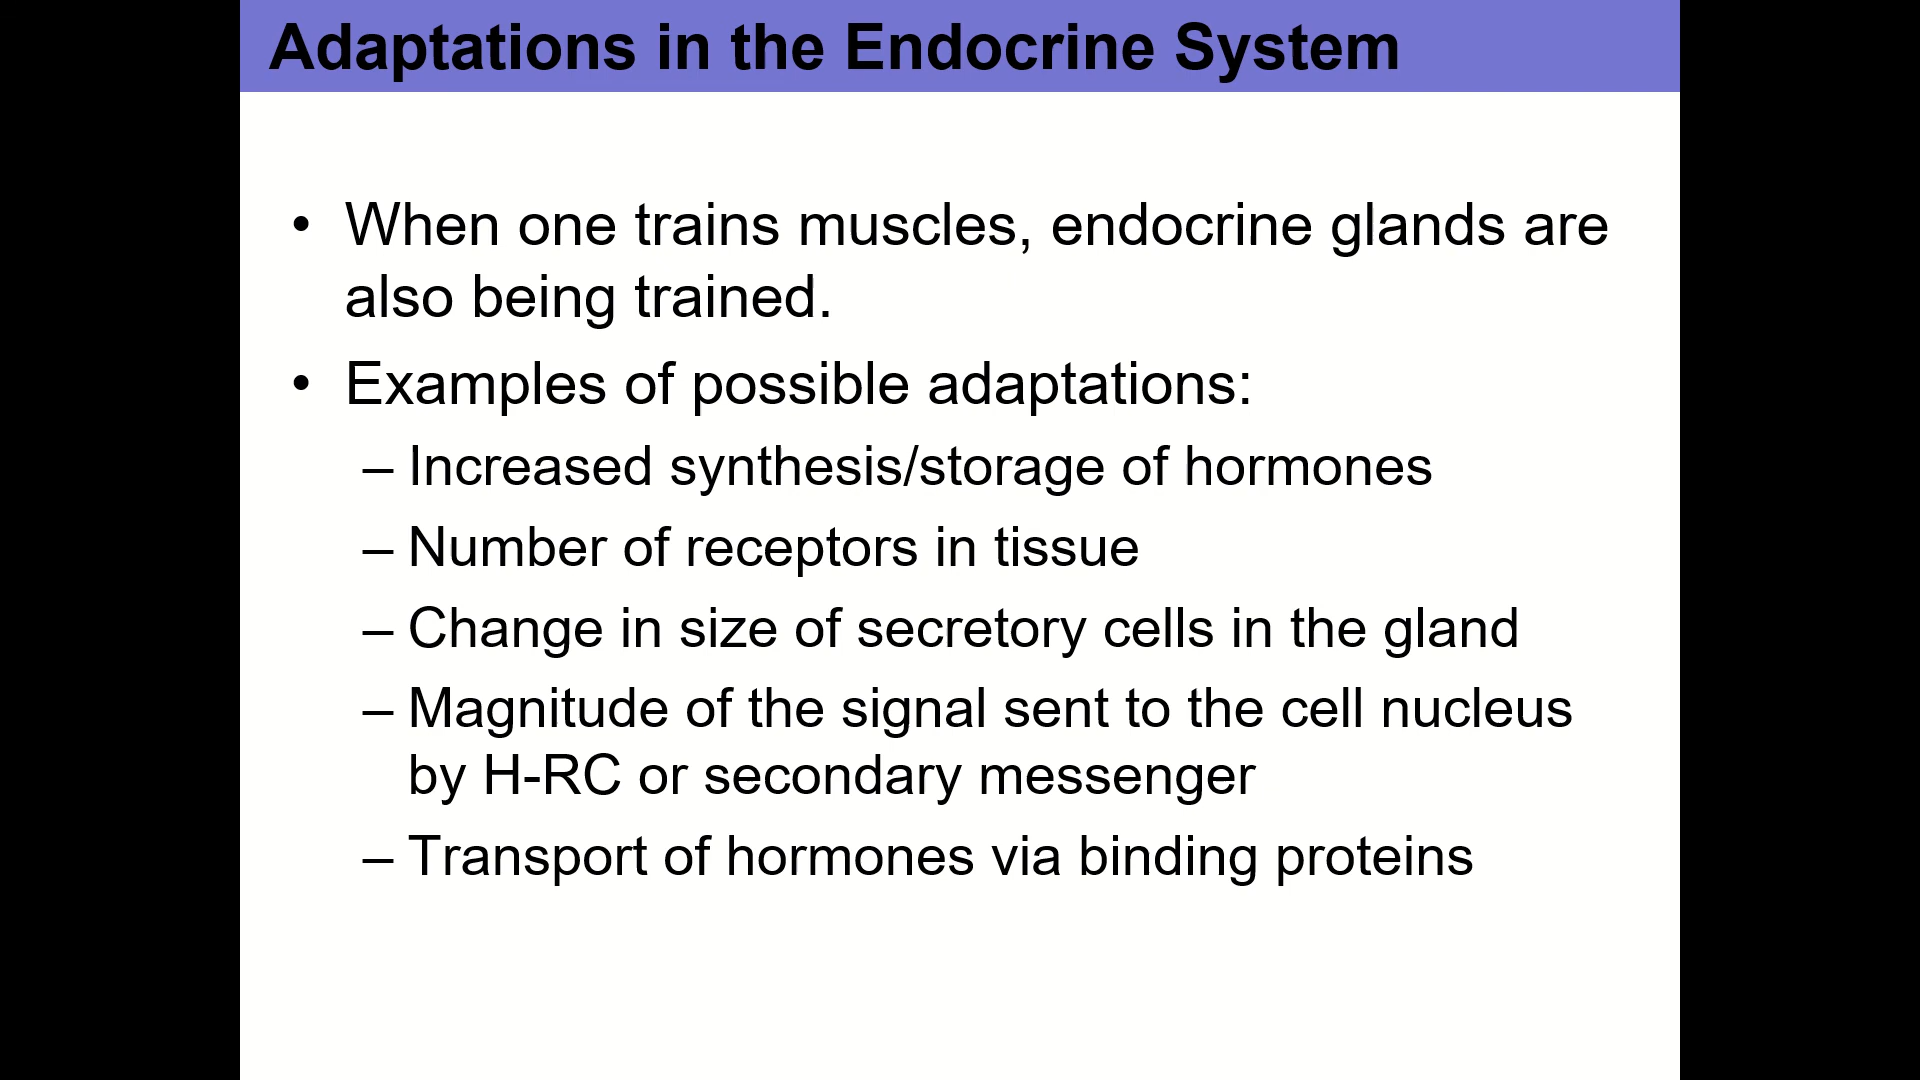 Adaptations in the Endocrine System
• When one trains muscles, endocrine glands are
also being trained.
• Examples of possible adaptations:
– Increased synthesis/storage of hormones
– Number of receptors in tissue
– Change in size of secretory cells in the gland
– Magnitude of the signal sent to the cell nucleus
by H-RC or secondary messenger
– Transport of hormones via binding proteins